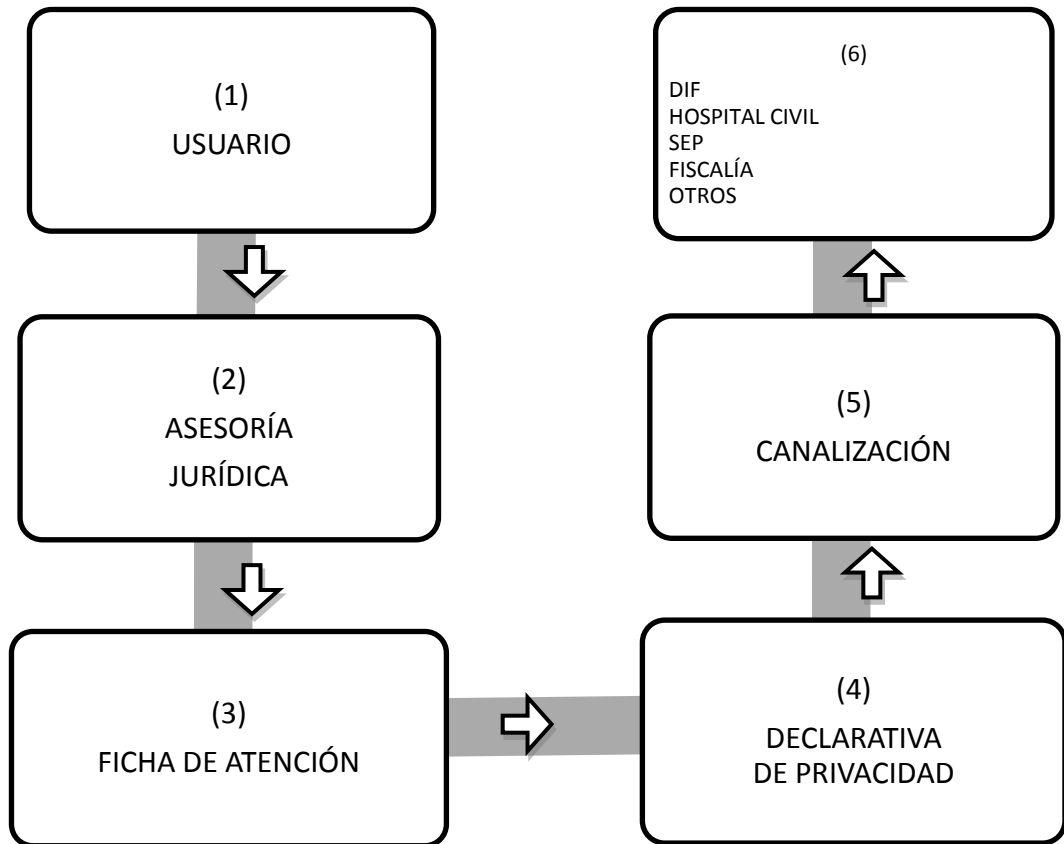 (1)
USUARIO
(2)
ASESORÍA
JURÍDICA
(3)
FICHA DE ATENCIÓN
(4)
DECLARATIVA
DE PRIVACIDAD
(5)
CANALIZACIÓN
(6)
DIF
HOSPITAL CIVIL
SEP
FISCALÍA
OTROS